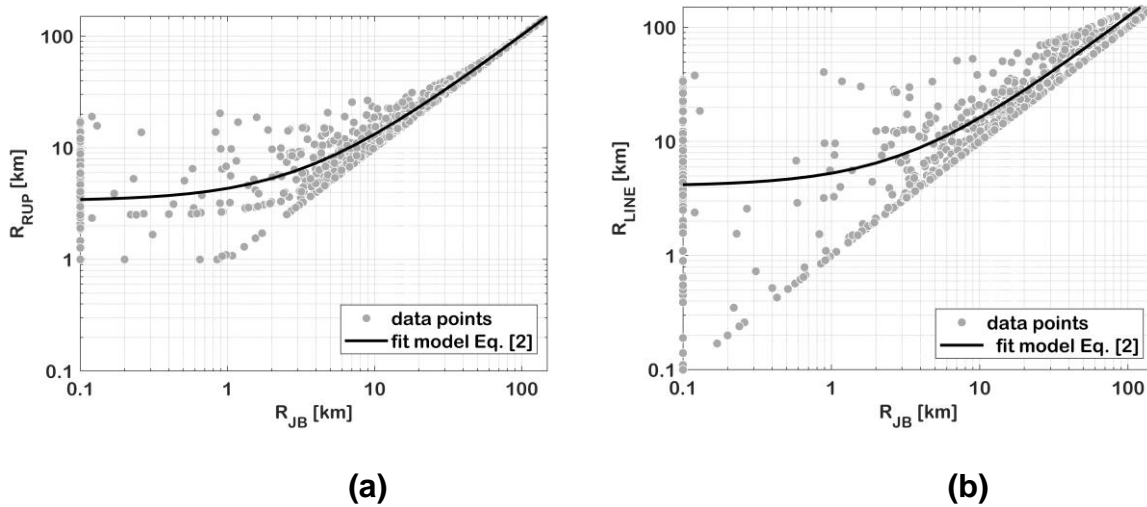 100
10
1
0.1
R_RUP [km]
data points
fit model Eq. [2]
0.1
1
10
100
R_JB [km]
(a)
100
10
1
0.1
R_LINE [km]
data points
fit model Eq. [2]
0.1
1
10
100
R_JB [km]
(b)